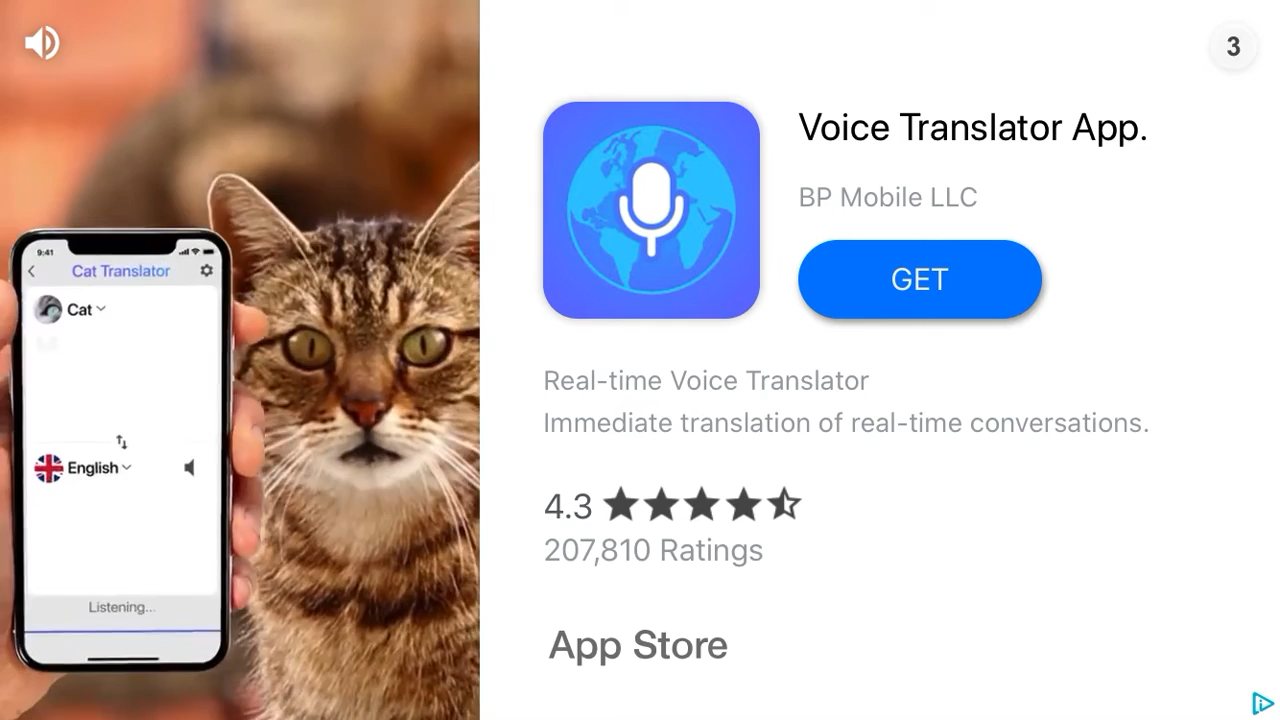 3
Voice Translator App.
BP Mobile LLC
GET
9:41
Cat Translator
Cat
English
Listening...
Real-time Voice Translator
Immediate translation of real-time conversations.
4.3
207,810 Ratings
App Store